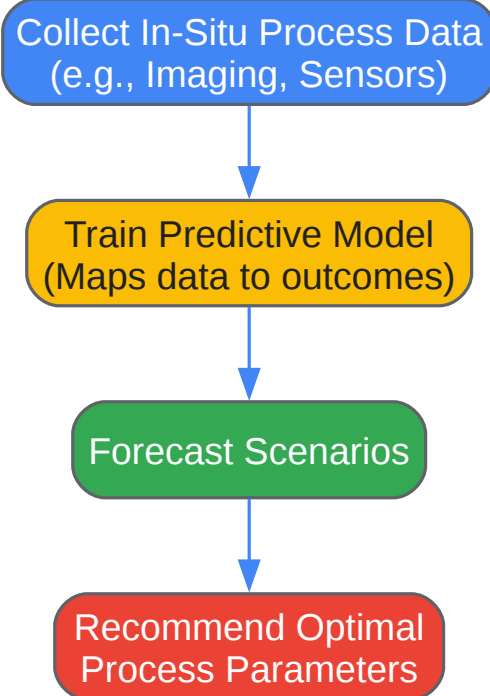 Collect In-Situ Process Data
(e.g., Imaging, Sensors)
Train Predictive Model
(Maps data to outcomes)
Forecast Scenarios
Recommend Optimal
Process Parameters